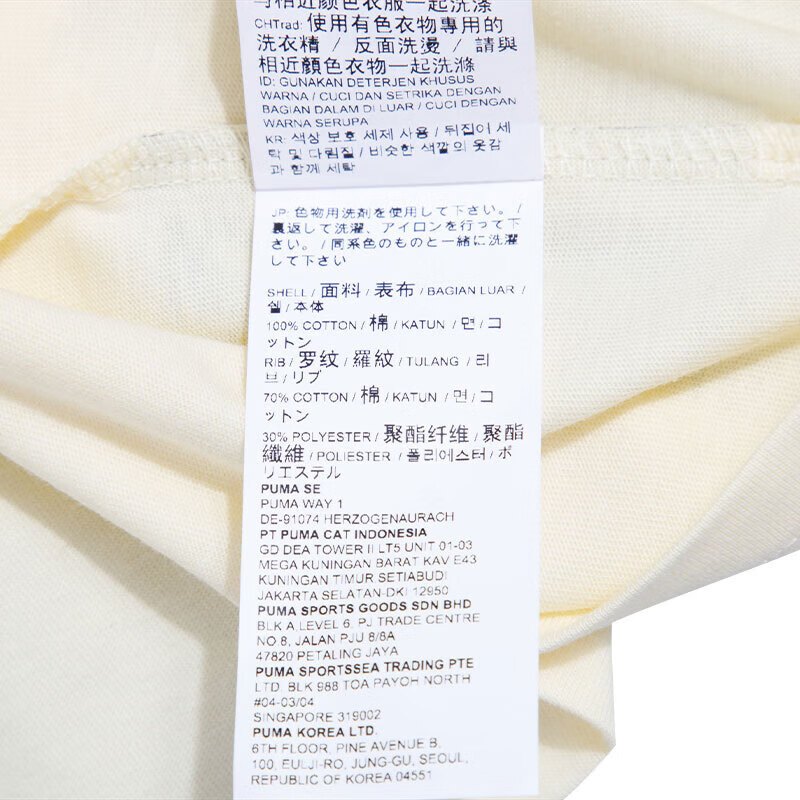 与相近颜色衣服一起洗涤
CHTrad: 使用有色衣物專用的
洗衣精 / 反面洗燙 / 請與
相近顏色衣物一起洗滌
ID: GUNAKAN DETERJEN KHUSUS
WARNA / CUCI DAN SETRIKA DENGAN
BAGIAN DALAM DI LUAR / CUCI DENGAN
WARNA SERUPA
KR: 색상 보호 세제 사용 / 뒤집어 세
탁 및 다림질 / 비슷한 색깔의 옷감
과 함께 세탁
JP: 色物用洗剤を使用して下さい。/
裏返して洗濯、アイロンを行って下
さい。/ 同系色のものと一緒に洗濯
して下さい
SHELL / 面料 / 表布 / BAGIAN LUAR /
쉘 / 本体
100% COTTON / 棉 / KATUN / 면 / コ
ットン
RIB / 罗纹 / 羅紋 / TULANG / 리
브 / リブ
70% COTTON / 棉 / KATUN / 면 / コ
ットン
30% POLYESTER / 聚酯纤维 / 聚酯
纖維 / POLIESTER / 폴리에스터 / ポ
リエステル
PUMA SE
PUMA WAY 1
DE-91074 HERZOGENAURACH
PT PUMA CAT INDONESIA
GD DEA TOWER II LT5 UNIT 01-03
MEGA KUNINGAN BARAT KAV E43
KUNINGAN TIMUR SETIABUDI
JAKARTA SELATAN-DKI 12950
PUMA SPORTS GOODS SDN BHD
BLK A,LEVEL 6, PJ TRADE CENTRE
NO 8, JALAN PJU 8/8A
47820 PETALING JAYA
PUMA SPORTSSEA TRADING PTE
LTD. BLK 988 TOA PAYOH NORTH
#04-03/04
SINGAPORE 319002
PUMA KOREA LTD.
6TH FLOOR, PINE AVENUE B,
100, EULJI-RO, JUNG-GU, SEOUL,
REPUBLIC OF KOREA 04551